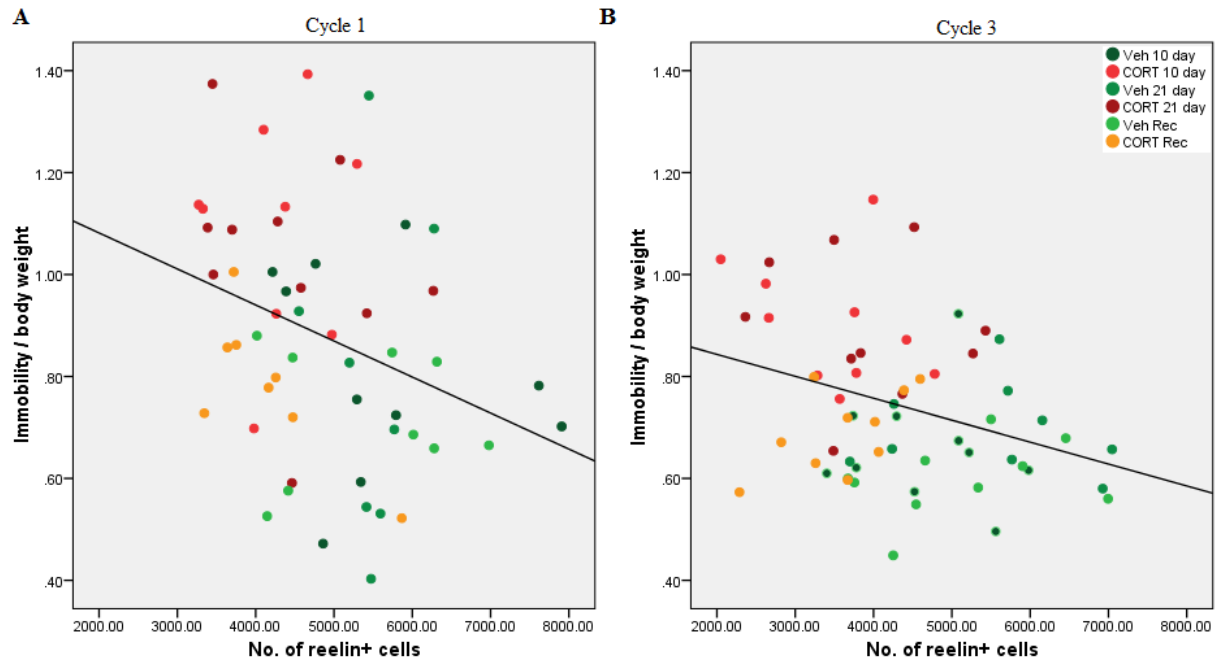 A
Cycle 1
Immobility / body weight
1.40
1.20
1.00
.80
.60
.40
2000.00 3000.00 4000.00 5000.00 6000.00 7000.00 8000.00
No. of reelin+ cells
B
Cycle 3
Immobility / body weight
1.40
1.20
1.00
.80
.60
.40
2000.00 3000.00 4000.00 5000.00 6000.00 7000.00 8000.00
No. of reelin+ cells
Veh 10 day
CORT 10 day
Veh 21 day
CORT 21 day
Veh Rec
CORT Rec